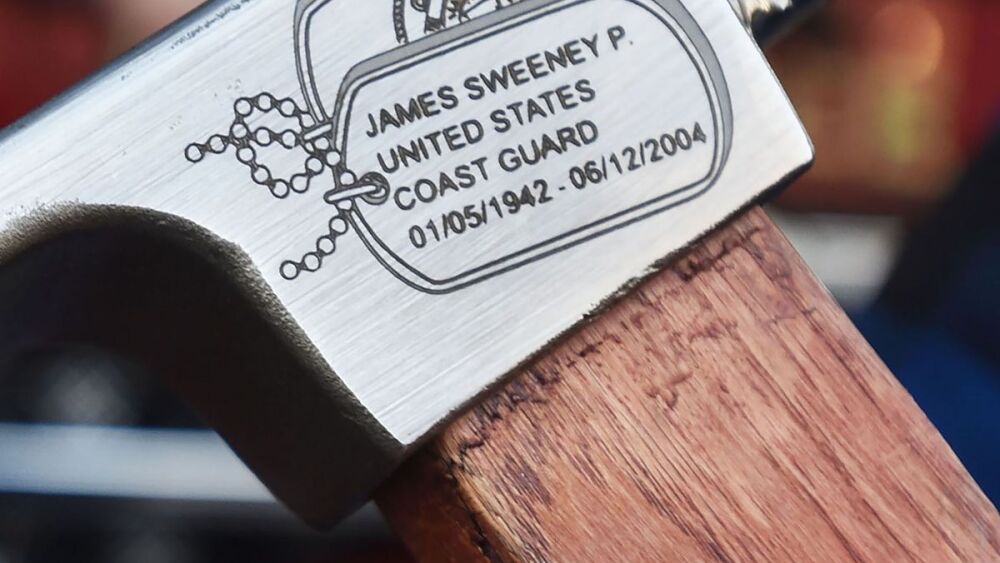 JAMES SWEENEY P.
UNITED STATES
COAST GUARD
01/05/1942 - 06/12/2004